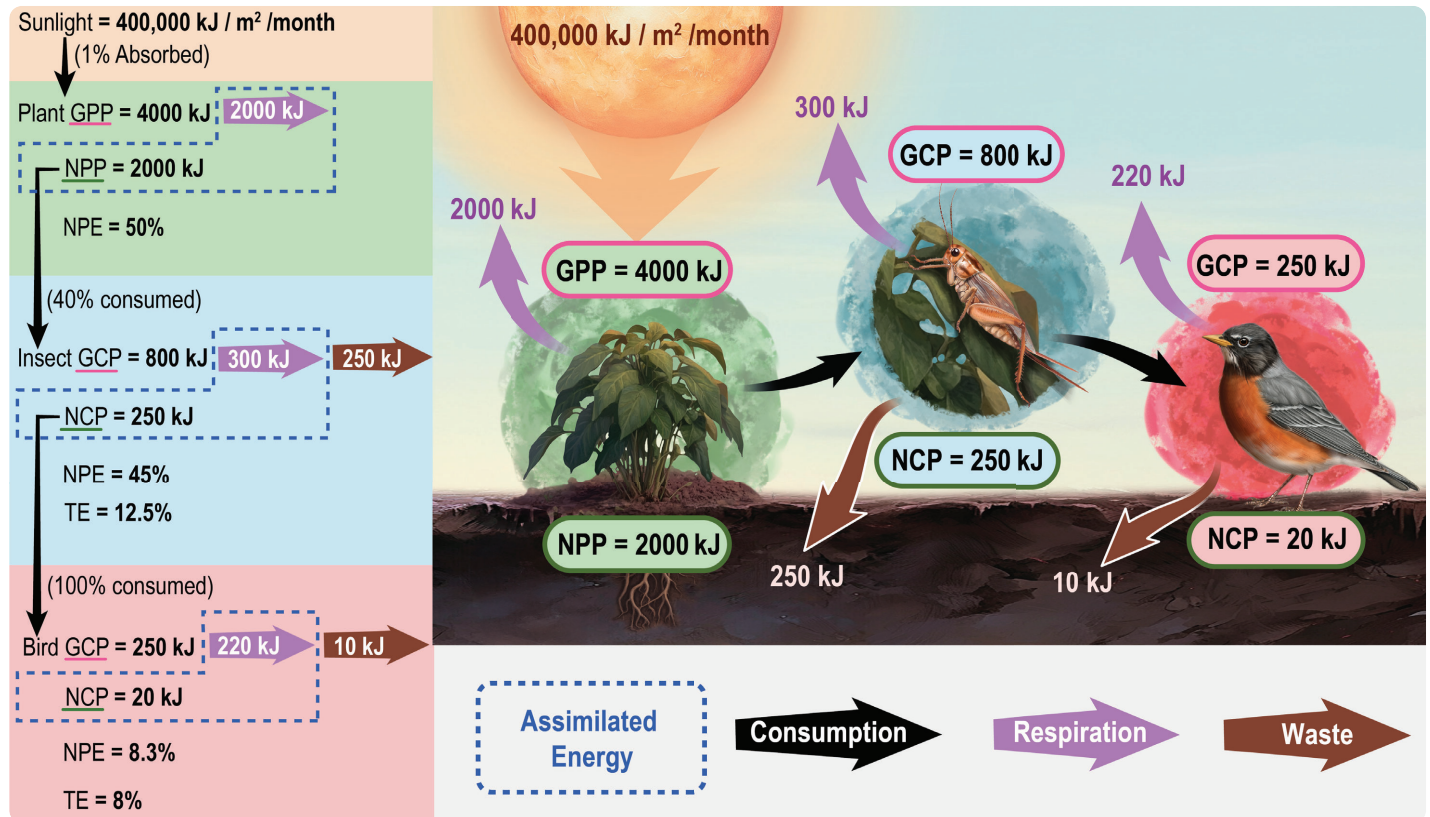 Sunlight = 400,000 kJ / m² /month
(1% Absorbed)
Plant GPP = 4000 kJ
2000 kJ
NPP = 2000 kJ
NPE = 50%
(40% consumed)
Insect GCP = 800 kJ
300 kJ
250 kJ
NCP = 250 kJ
NPE = 45%
TE = 12.5%
(100% consumed)
Bird GCP = 250 kJ
220 kJ
10 kJ
NCP = 20 kJ
NPE = 8.3%
TE = 8%
400,000 kJ / m² /month
2000 kJ
GPP = 4000 kJ
NPP = 2000 kJ
300 kJ
GCP = 800 kJ
NCP = 250 kJ
250 kJ
220 kJ
GCP = 250 kJ
NCP = 20 kJ
10 kJ
Assimilated
Energy
Consumption
Respiration
Waste